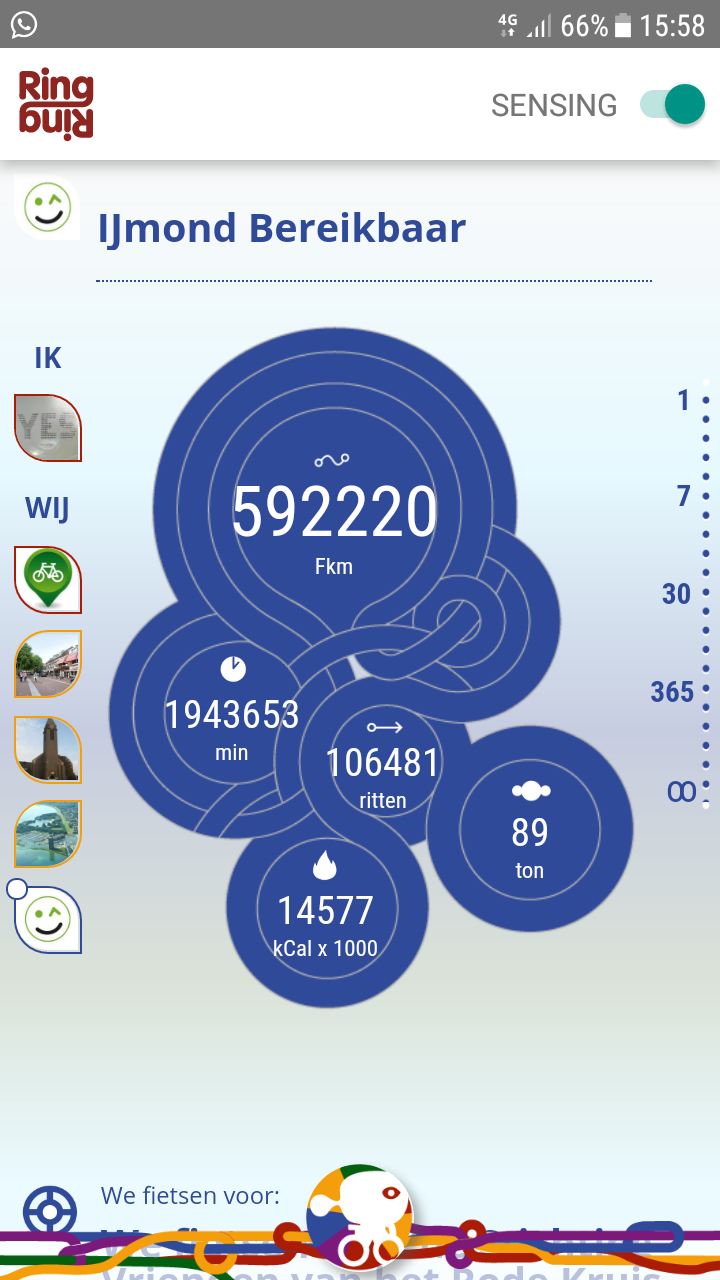 4G 66% 15:58
Ring
Ring
SENSING
IJmond Bereikbaar
IK
YES
WIJ
592220
Fkm
1943653
min
106481
ritten
89
ton
14577
kCal x 1000
1
7
30
365
∞
We fietsen voor:
Vrienden van het Rode Kruis